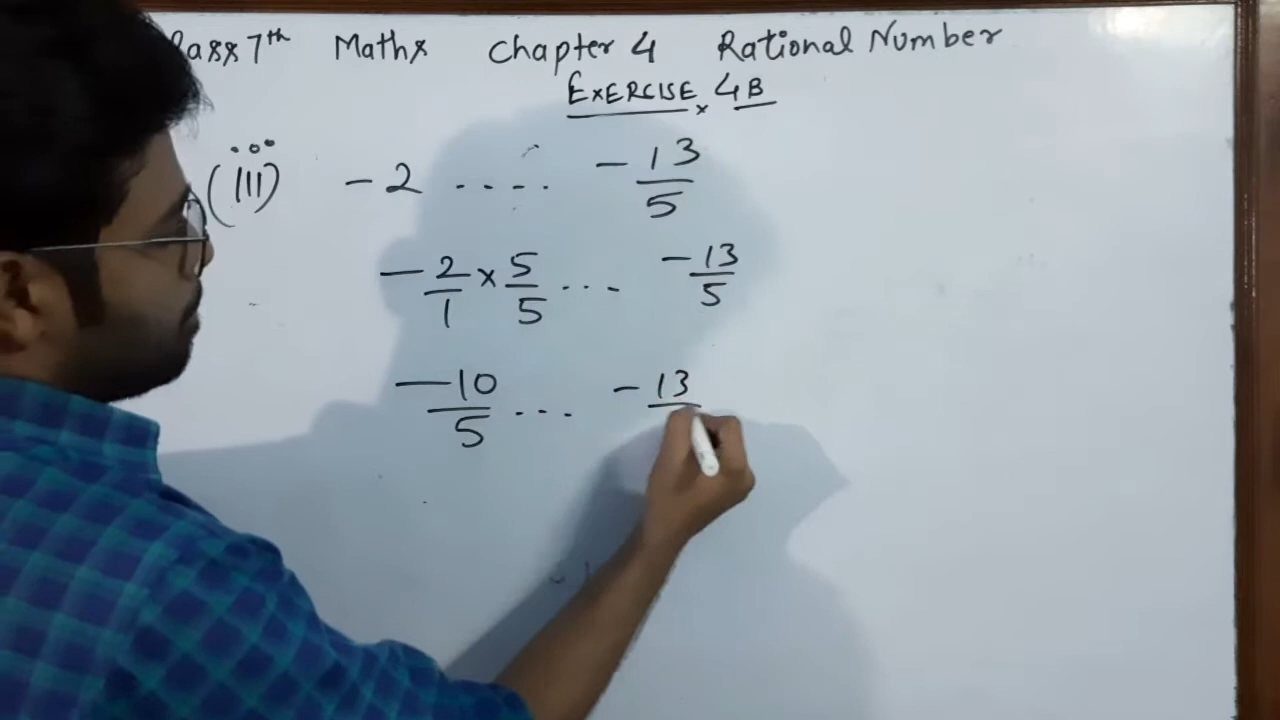 lass 7th Maths Chapter 4 Rational Number
EXERCISE 4B
(iii) -2 .... -13/5
-2/1 × 5/5 ... -13/5
-10/5 ... -13